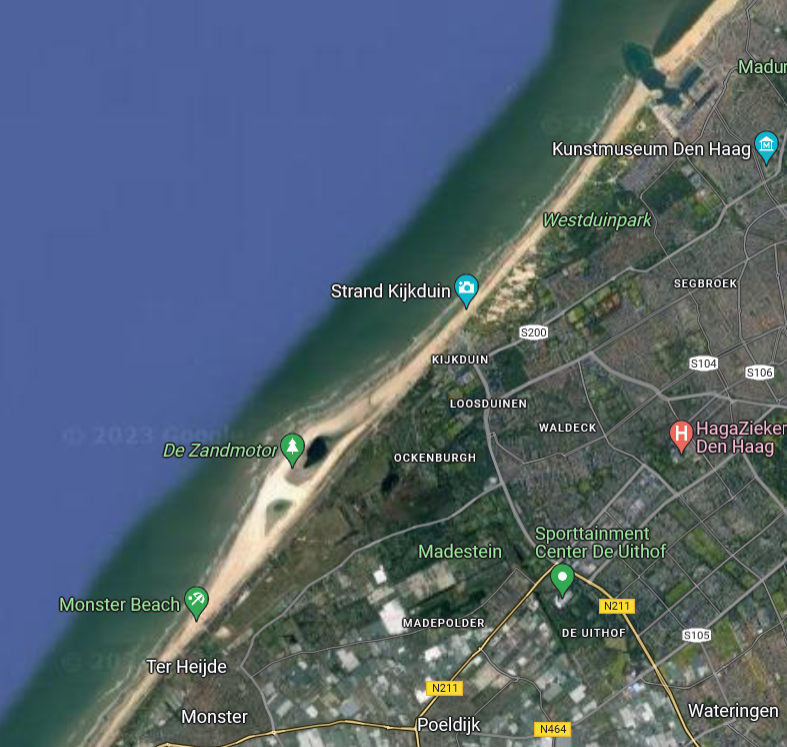 Madur
Kunstmuseum Den Haag
Westduinpark
SEGBROEK
Strand Kijkduin
S200
KIJKDUIN
S104
S106
LOOSDUINEN
WALDECK
HagaZieker
Den Haag
© 2023 Google
De Zandmotor
OCKENBURGH
Madestein
Sporttainment
Center De Uithof
Monster Beach
N211
MADEPOLDER
DE UITHOF
S105
Ter Heijde
N211
Monster
Poeldijk
N464
Wateringen